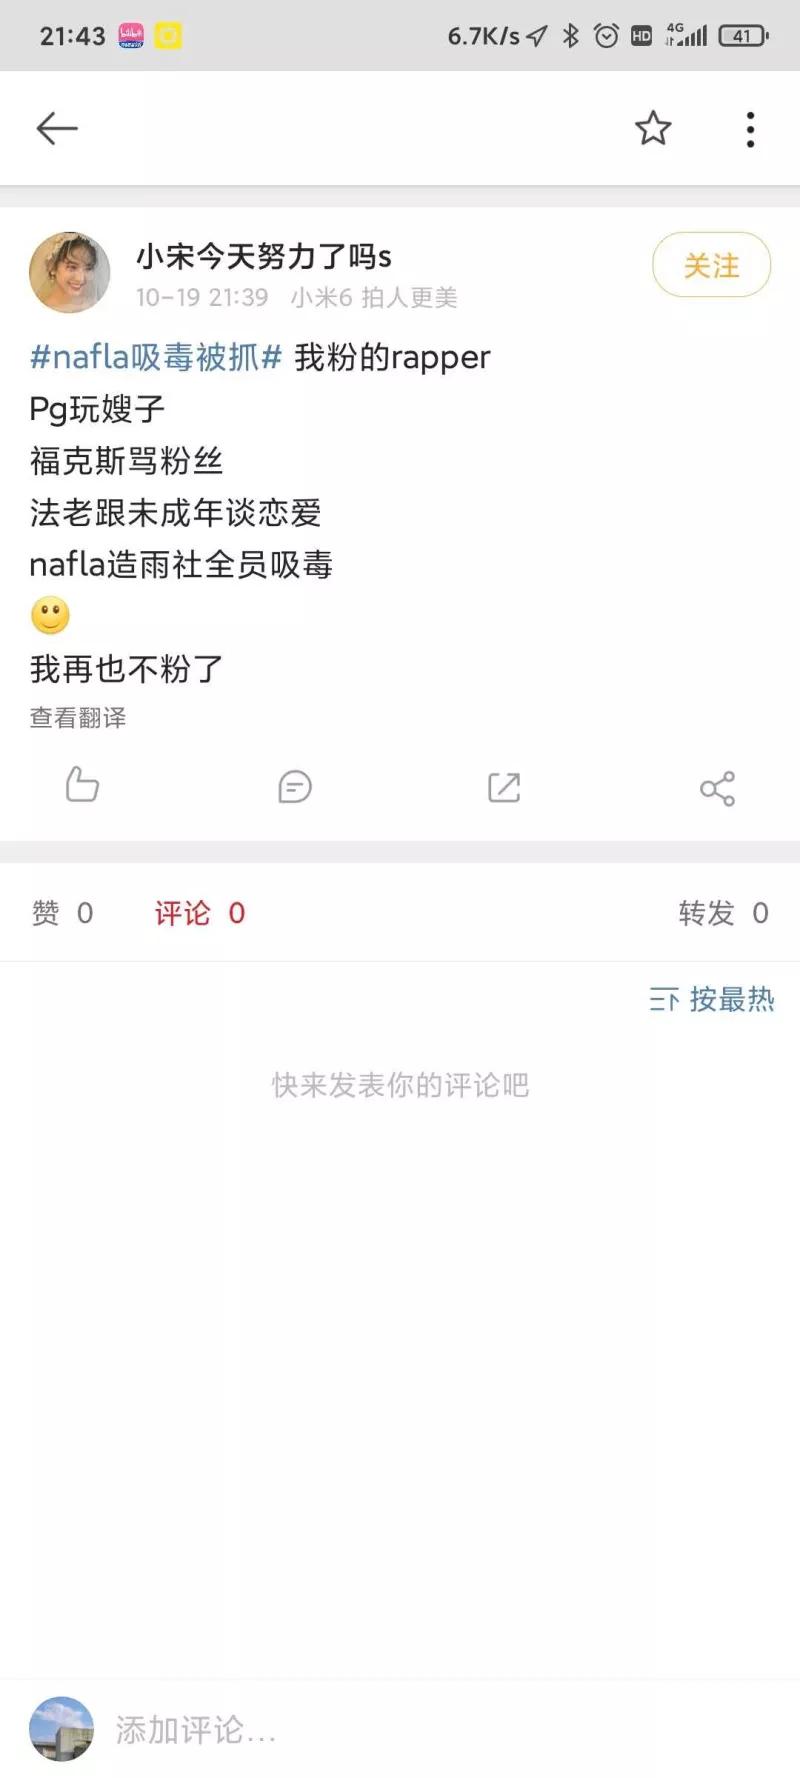 21:43 6.7K/s HD 4G 41
小宋今天努力了吗s
关注
10-19 21:39 小米6 拍人更美
#nafla吸毒被抓# 我粉的rapper
Pg玩嫂子
福克斯骂粉丝
法老跟未成年谈恋爱
nafla造雨社全员吸毒
我再也不粉了
查看翻译
赞 0 评论 0 转发 0
按最热
快来发表你的评论吧
添加评论...